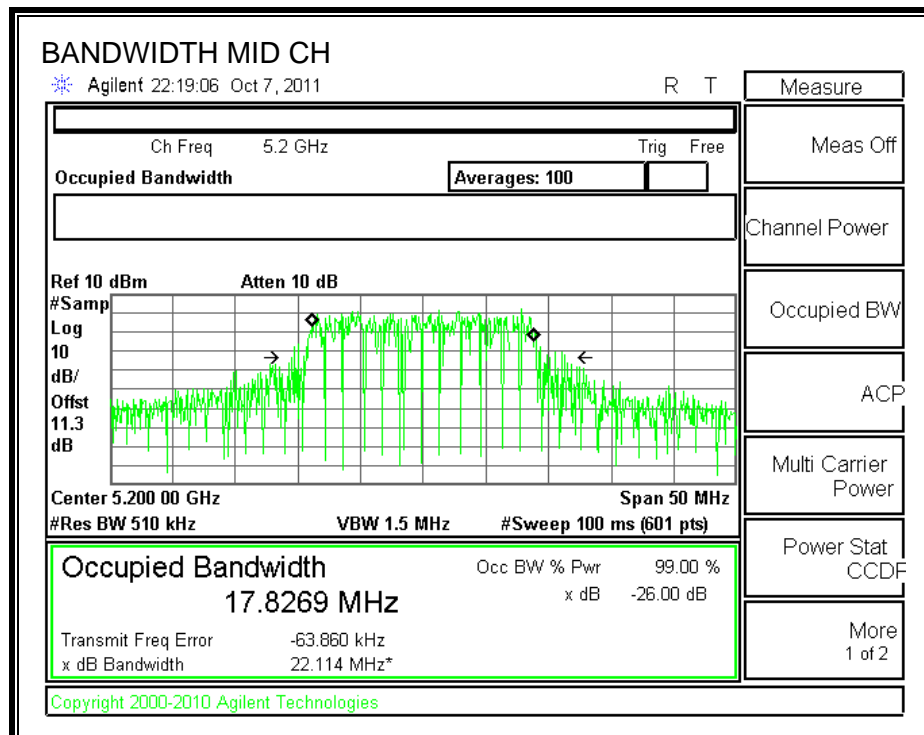 BANDWIDTH MID CH
Agilent 22:19:06 Oct 7, 2011 R T
Measure
Ch Freq 5.2 GHz Trig Free
Meas Off
Occupied Bandwidth Averages: 100
Channel Power
Ref 10 dBm Atten 10 dB
#Samp
Log
10
dB/
Offst
11.3
dB
Occupied BW
ACP
Multi Carrier
Power
Center 5.200 00 GHz Span 50 MHz
#Res BW 510 kHz VBW 1.5 MHz #Sweep 100 ms (601 pts)
Power Stat
CCDF
Occupied Bandwidth Occ BW % Pwr 99.00 %
17.8269 MHz x dB -26.00 dB
Transmit Freq Error -63.860 kHz
x dB Bandwidth 22.114 MHz*
More
1 of 2
Copyright 2000-2010 Agilent Technologies